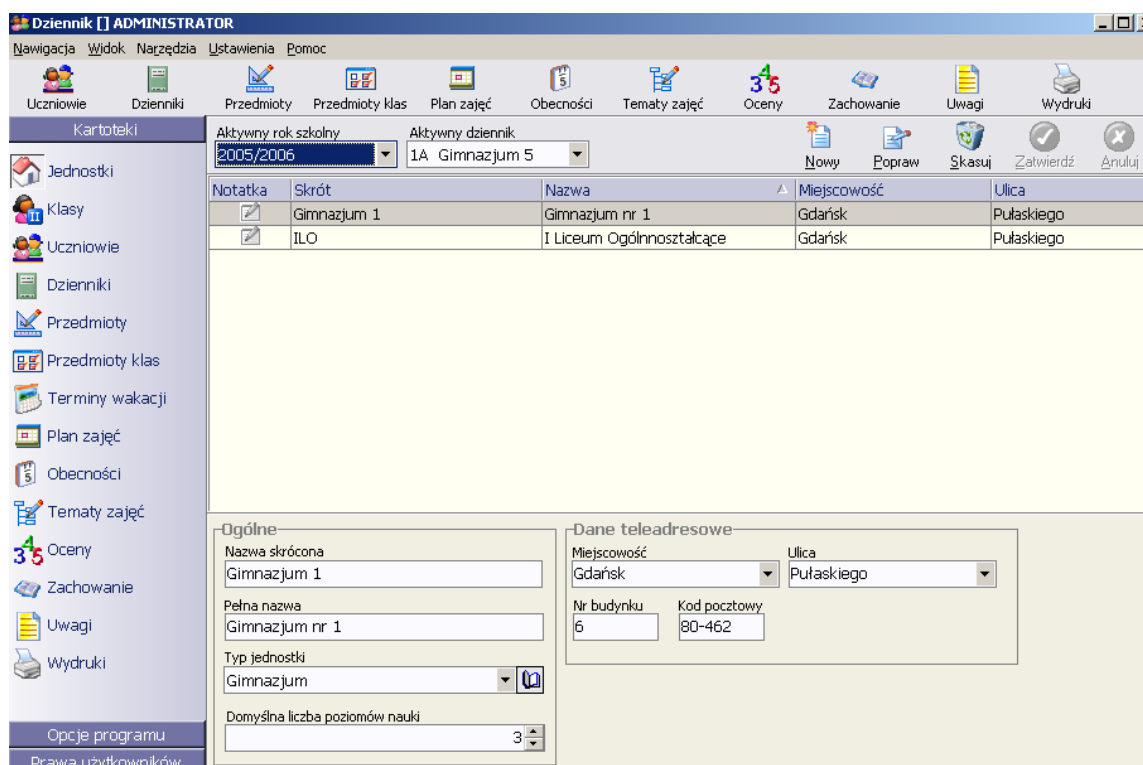 Dziennik [] ADMINISTRATOR
Nawigacja Widok Narzędzia Ustawienia Pomoc
Uczniowie Dzienniki Przedmioty Przedmioty klas Plan zajęć Obecności Tematy zajęć Oceny Zachowanie Uwagi Wydruki
Kartoteki
Jednostki
Klasy
Uczniowie
Dzienniki
Przedmioty
Przedmioty klas
Terminy wakacji
Plan zajęć
Obecności
Tematy zajęć
Oceny
Zachowanie
Uwagi
Wydruki
Opcje programu
Prawa użytkowników
Aktywny rok szkolny Aktywny dziennik
2005/2006 1A Gimnazjum 5
Nowy Popraw Skasuj Zatwierdź Anuluj
Notatka Skrót Nazwa Miejscowość Ulica
Gimnazjum 1 Gimnazjum nr 1 Gdańsk Pułaskiego
ILO I Liceum Ogólnnoształcące Gdańsk Pułaskiego
Ogólne
Nazwa skrócona
Gimnazjum 1
Pełna nazwa
Gimnazjum nr 1
Typ jednostki
Gimnazjum
Domyślna liczba poziomów nauki
3
Dane teleadresowe
Miejscowość Ulica
Gdańsk Pułaskiego
Nr budynku Kod pocztowy
6 80-462